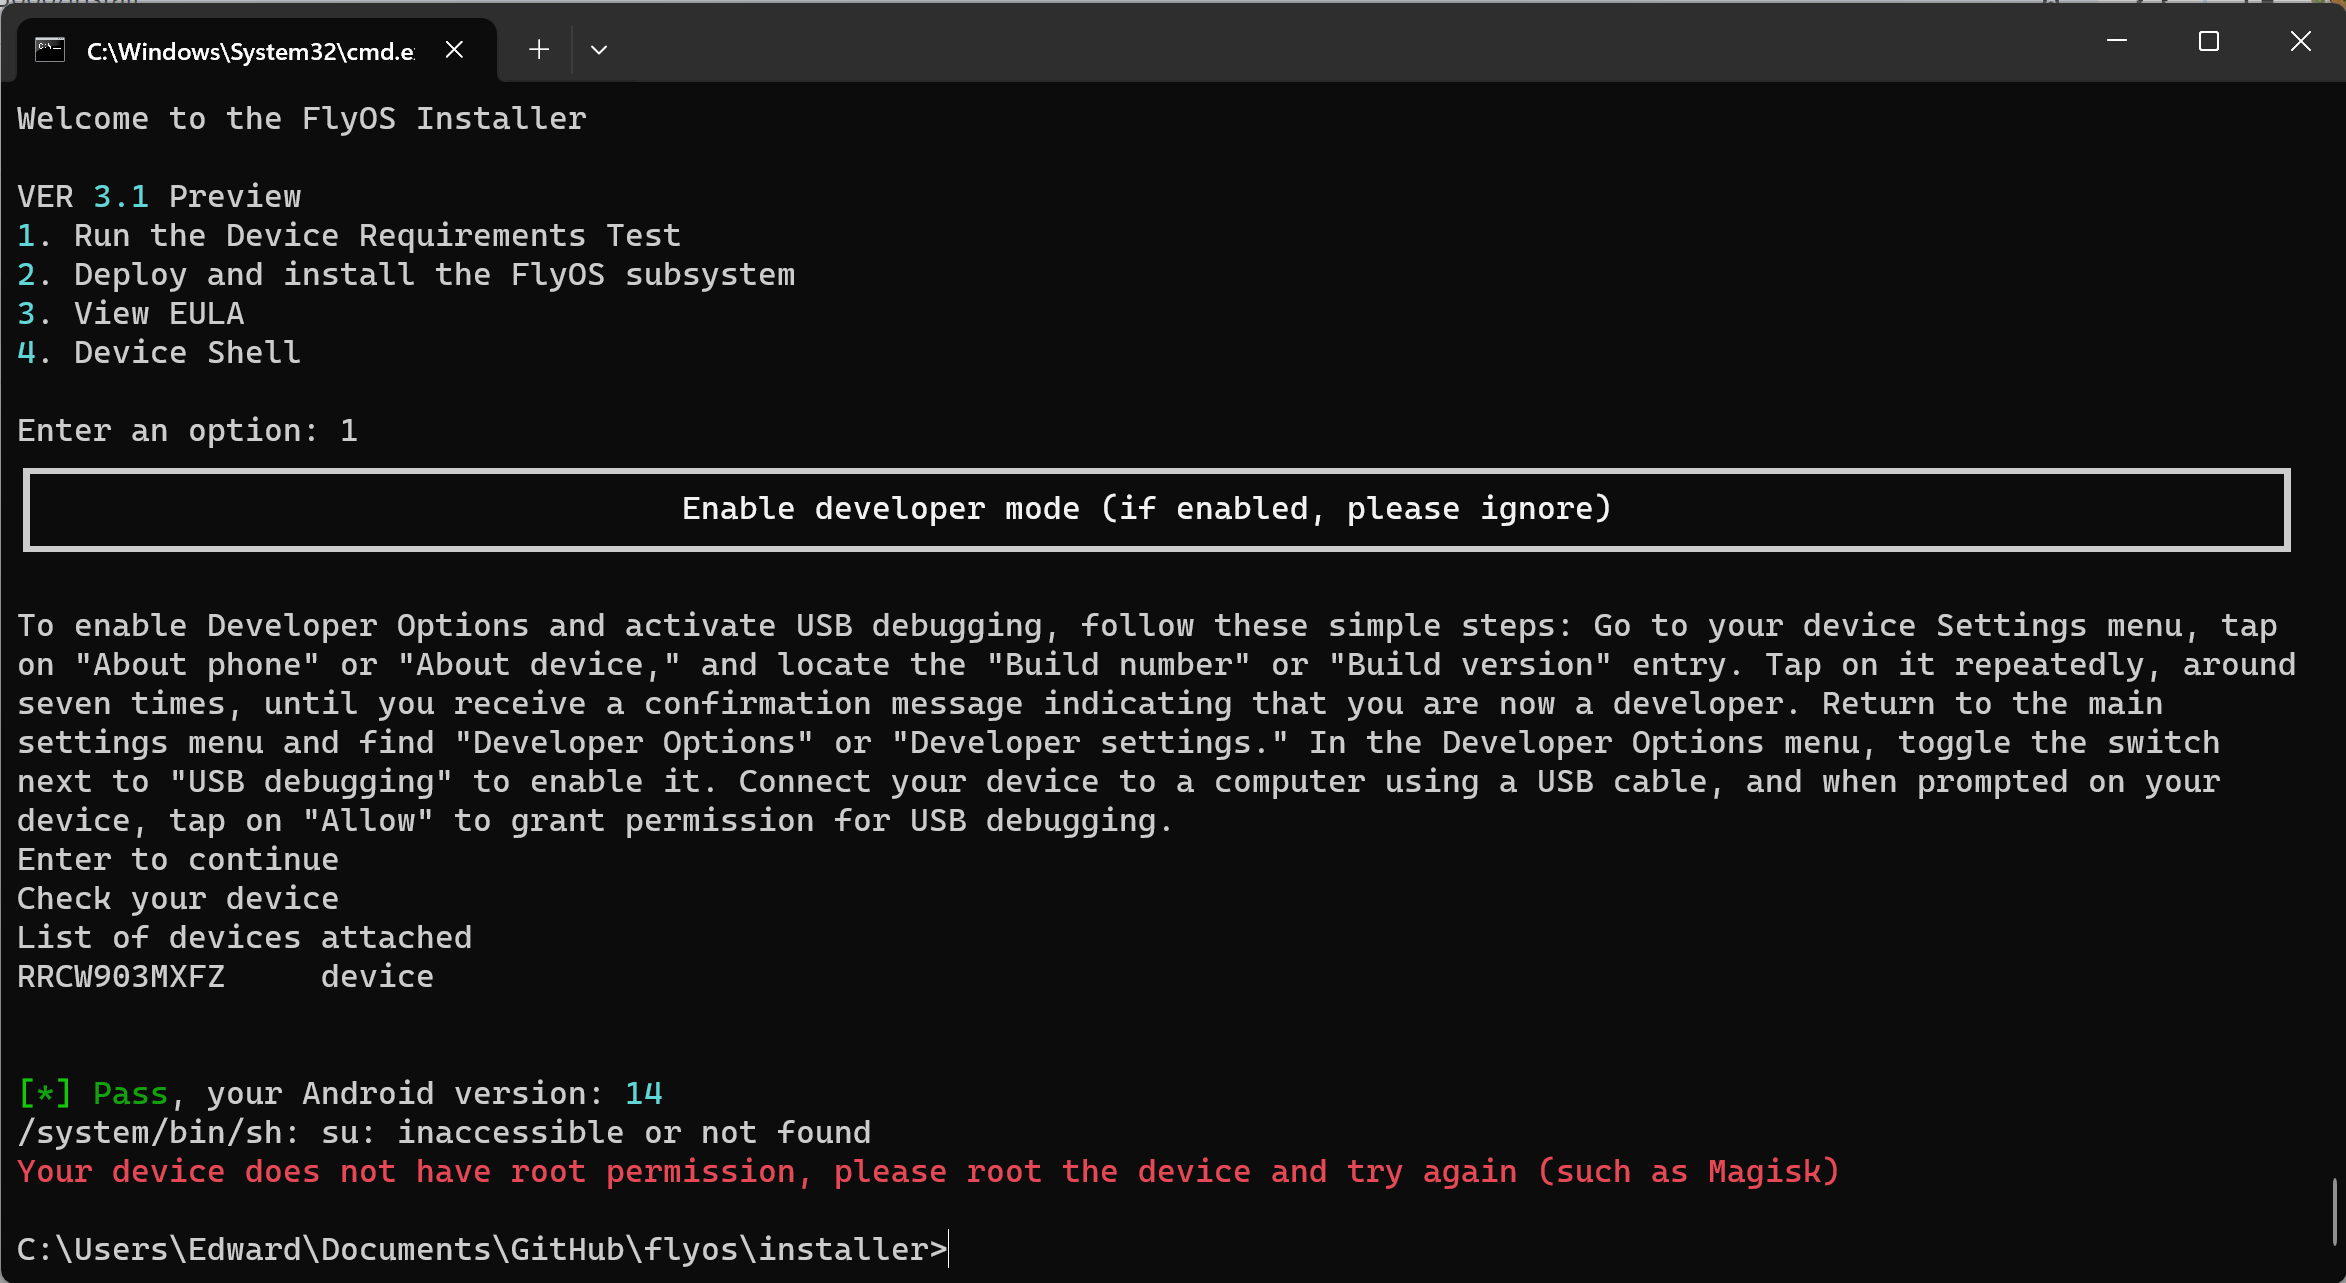 C:\Windows\System32\cmd.e
Welcome to the FlyOS Installer
VER 3.1 Preview
1. Run the Device Requirements Test
2. Deploy and install the FlyOS subsystem
3. View EULA
4. Device Shell
Enter an option: 1
Enable developer mode (if enabled, please ignore)
To enable Developer Options and activate USB debugging, follow these simple steps: Go to your device Settings menu, tap
on "About phone" or "About device," and locate the "Build number" or "Build version" entry. Tap on it repeatedly, around
seven times, until you receive a confirmation message indicating that you are now a developer. Return to the main
settings menu and find "Developer Options" or "Developer settings." In the Developer Options menu, toggle the switch
next to "USB debugging" to enable it. Connect your device to a computer using a USB cable, and when prompted on your
device, tap on "Allow" to grant permission for USB debugging.
Enter to continue
Check your device
List of devices attached
RRCW903MXFZ device
[*] Pass, your Android version: 14
/system/bin/sh: su: inaccessible or not found
Your device does not have root permission, please root the device and try again (such as Magisk)
C:\Users\Edward\Documents\GitHub\flyos\installer>